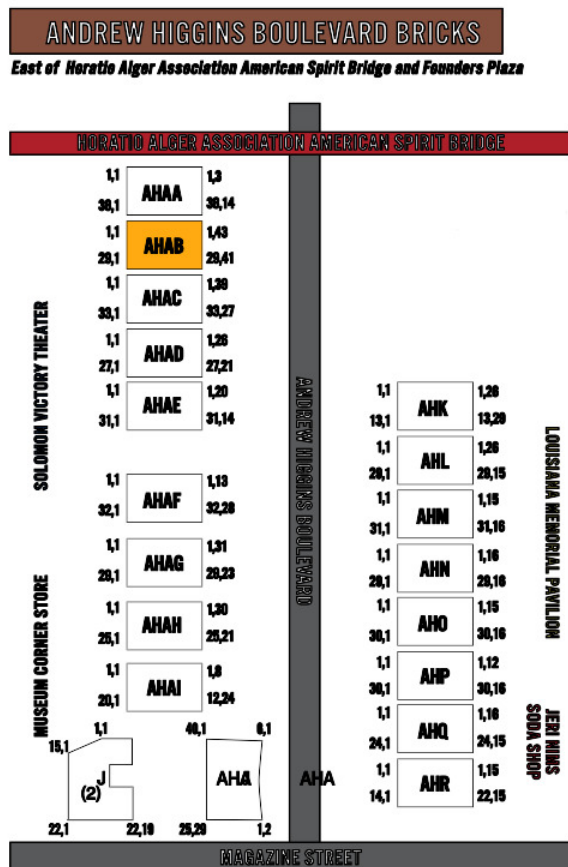 ANDREW HIGGINS BOULEVARD BRICKS
East of Horatio Alger Association American Spirit Bridge and Founders Plaza
HORATIO ALGER ASSOCIATION AMERICAN SPIRIT BRIDGE
1,1 AHAA 1,3
38,1 38,14
1,1 AHAB 1,43
29,1 29,41
1,1 AHAC 1,39
33,1 33,27
1,1 AHAD 1,26
27,1 27,21
1,1 AHAE 1,20
31,1 31,14
1,1 AHAF 1,13
32,1 32,28
1,1 AHAG 1,31
29,1 29,23
1,1 AHAH 1,30
25,1 25,21
1,1 AHAI 1,8
20,1 12,24
SOLOMON VICTORY THEATER
MUSEUM CORNER STORE
ANDREW HIGGINS BOULEVARD
1,1 AHK 1,26
13,1 13,29
1,1 AHL 1,26
29,1 29,15
1,1 AHM 1,15
31,1 31,16
1,1 AHN 1,16
29,1 29,16
1,1 AHO 1,15
30,1 30,16
1,1 AHP 1,12
30,1 30,16
1,1 AHQ 1,16
24,1 24,15
1,1 AHR 1,15
14,1 22,15
LOUISIANA MEMORIAL PAVILION
JERI NIMS
SODA SHOP
1,1
15,1
J
(2)
22,1 22,19
40,1 6,1
25,29 1,2
AHA
MAGAZINE STREET